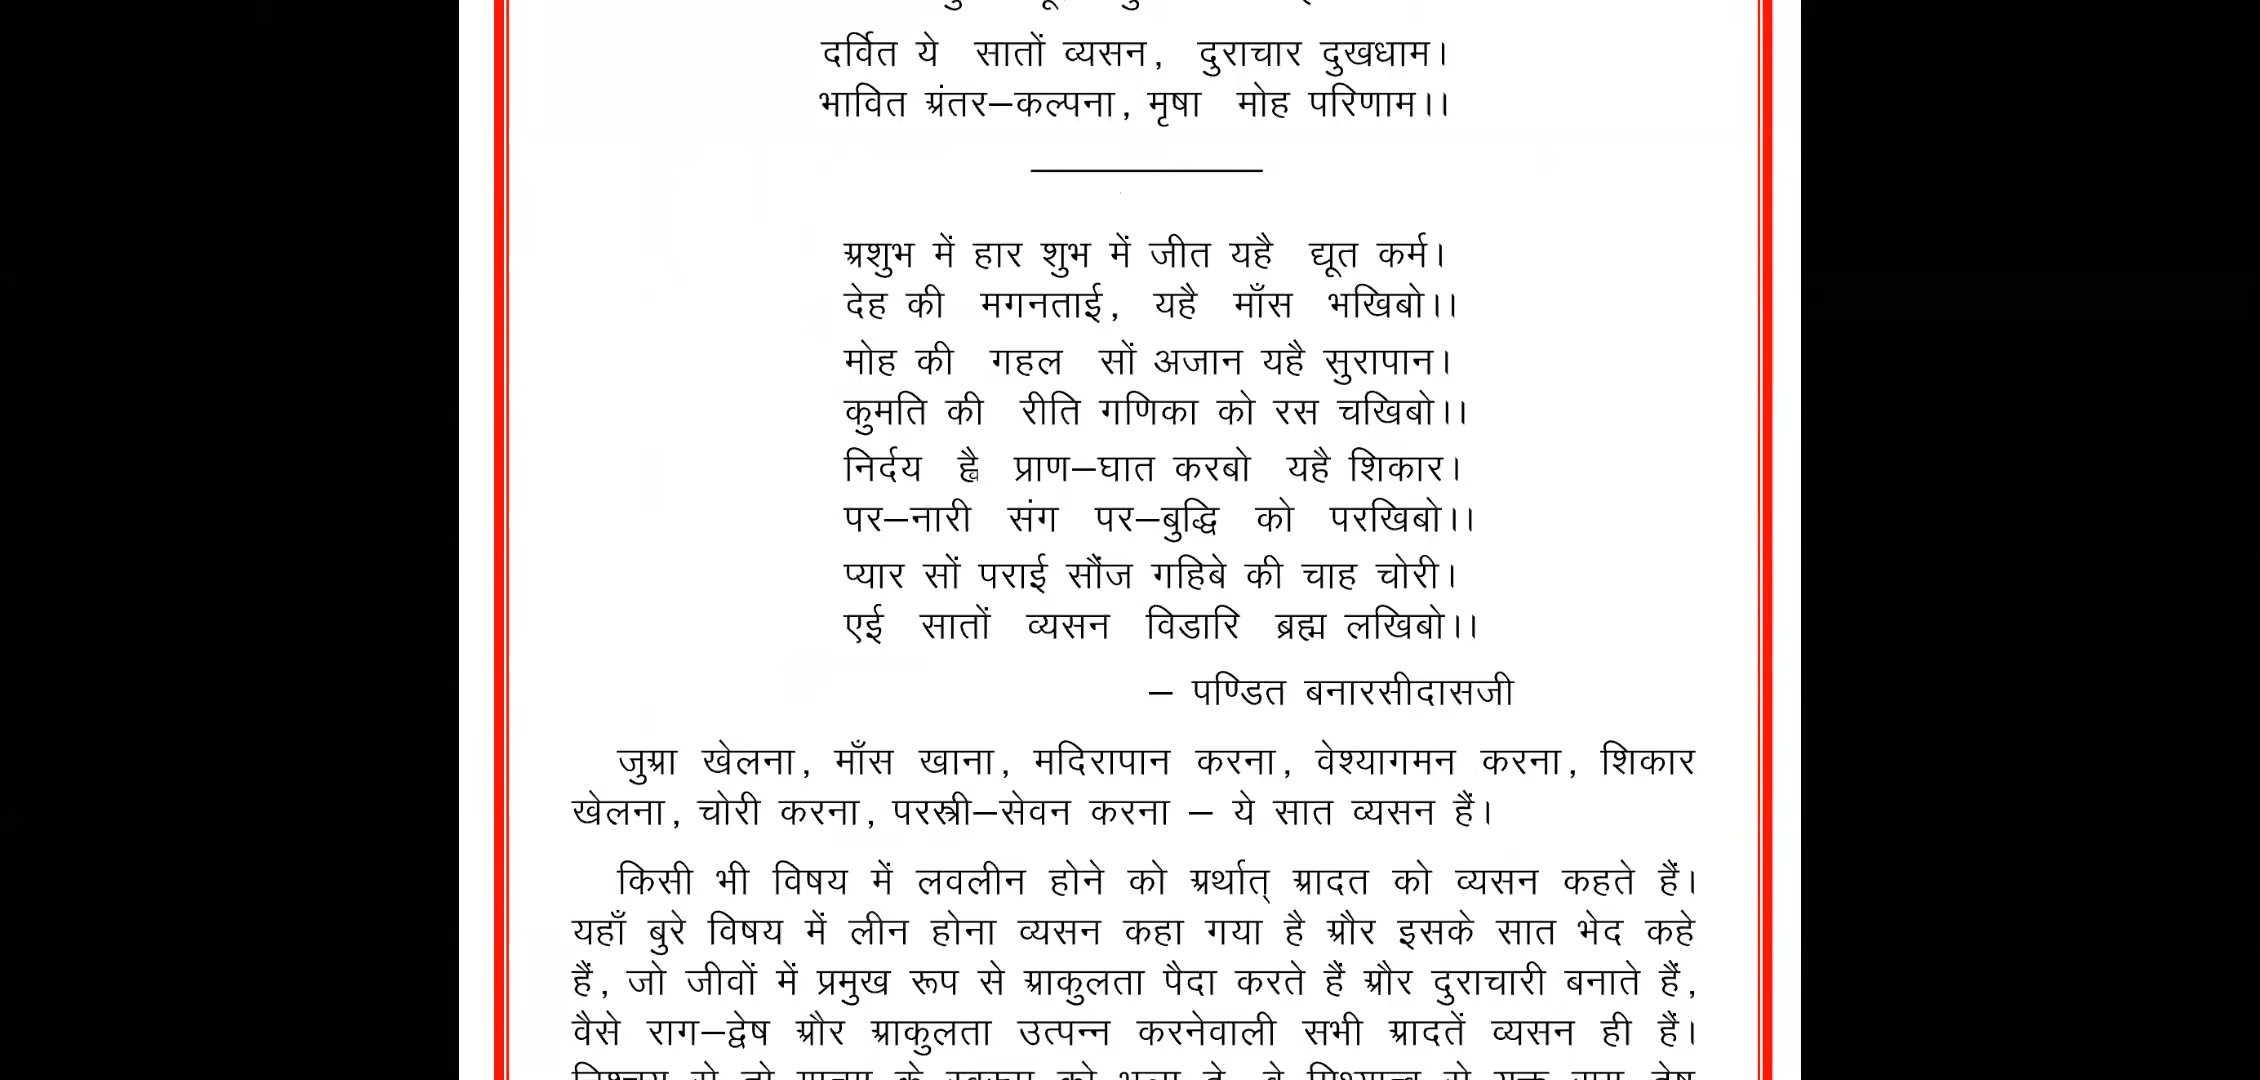 दर्वित ये सातों व्यसन, दुराचार दुखधाम।
भावित अंतर–कल्पना, मृषा मोह परिणाम।।
अशुभ में हार शुभ में जीत यहै द्यूत कर्म।
देह की मगनताई, यहै माँस भखिबो।।
मोह की गहल सों अजान यहै सुरापान।
कुमति की रीति गणिका को रस चखिबो।।
निर्दय ह्वै प्राण–घात करबो यहै शिकार।
पर–नारी संग पर–बुद्धि को परखिबो।।
प्यार सों पराई सौंज गहिबे की चाह चोरी।
एई सातों व्यसन विडारि ब्रह्म लखिबो।।
– पण्डित बनारसीदासजी
जुआ खेलना, माँस खाना, मदिरापान करना, वेश्यागमन करना, शिकार
खेलना, चोरी करना, परस्त्री–सेवन करना – ये सात व्यसन हैं।
किसी भी विषय में लवलीन होने को अर्थात् आदत को व्यसन कहते हैं।
यहाँ बुरे विषय में लीन होना व्यसन कहा गया है और इसके सात भेद कहे
हैं, जो जीवों में प्रमुख रूप से आकुलता पैदा करते हैं और दुराचारी बनाते हैं,
वैसे राग–द्वेष और आकुलता उत्पन्न करनेवाली सभी आदतें व्यसन ही हैं।